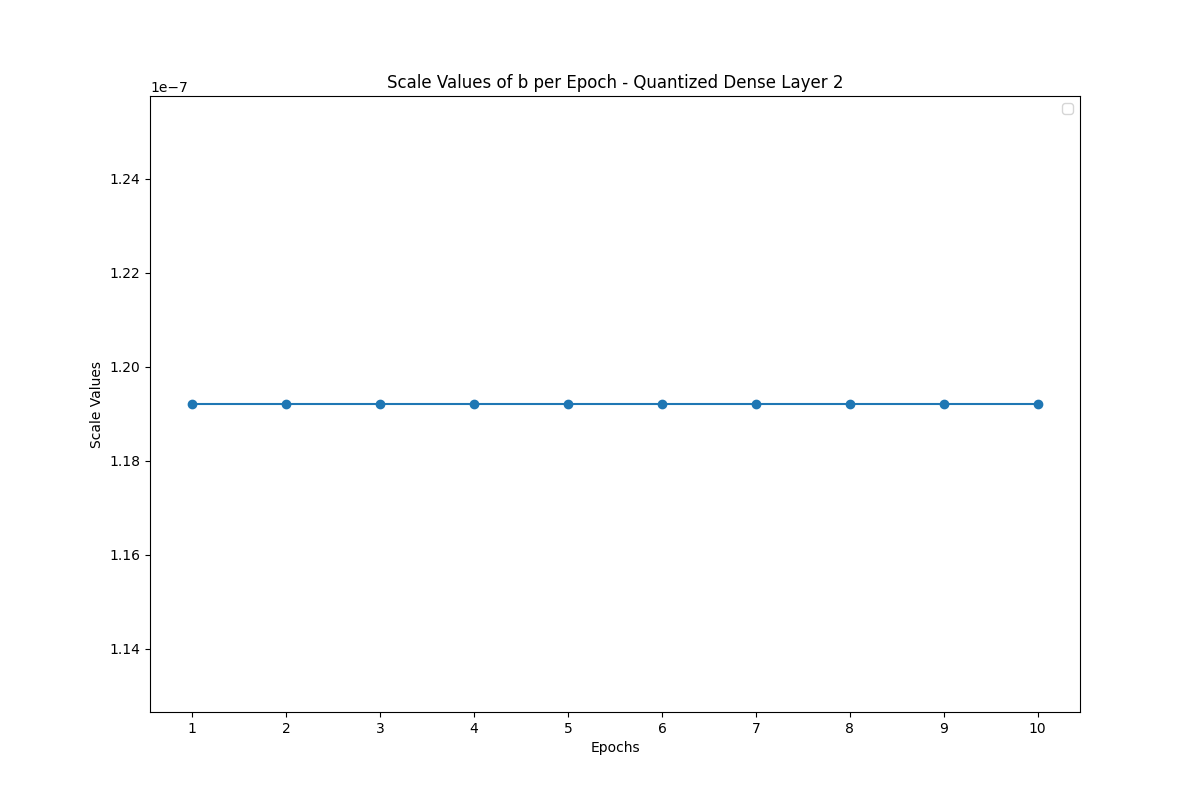 Scale Values of b per Epoch - Quantized Dense Layer 2
1e−7
1.24
1.22
1.20
1.18
1.16
1.14
Scale Values
1 2 3 4 5 6 7 8 9 10
Epochs